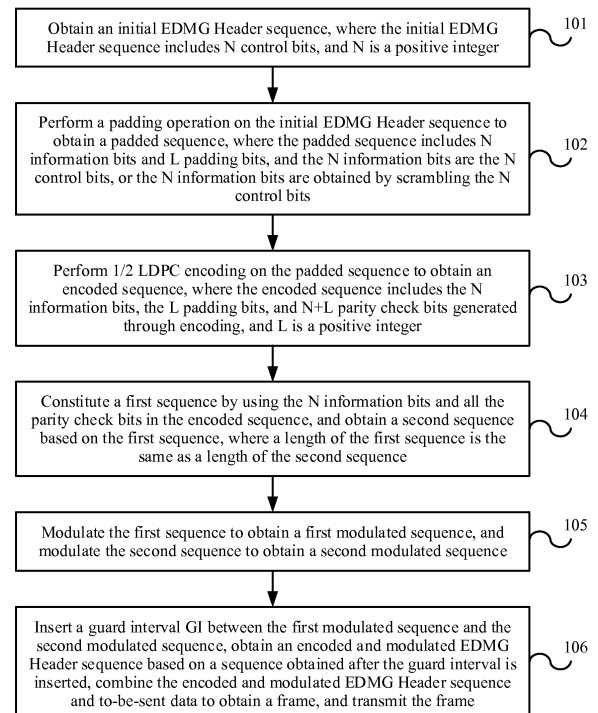 Obtain an initial EDMG Header sequence, where the initial EDMG
Header sequence includes N control bits, and N is a positive integer
101
Perform a padding operation on the initial EDMG Header sequence to
obtain a padded sequence, where the padded sequence includes N
information bits and L padding bits, and the N information bits are the N
control bits, or the N information bits are obtained by scrambling the N
control bits
102
Perform 1/2 LDPC encoding on the padded sequence to obtain an
encoded sequence, where the encoded sequence includes the N
information bits, the L padding bits, and N+L parity check bits generated
through encoding, and L is a positive integer
103
Constitute a first sequence by using the N information bits and all the
parity check bits in the encoded sequence, and obtain a second sequence
based on the first sequence, where a length of the first sequence is the
same as a length of the second sequence
104
Modulate the first sequence to obtain a first modulated sequence, and
modulate the second sequence to obtain a second modulated sequence
105
Insert a guard interval GI between the first modulated sequence and the
second modulated sequence, obtain an encoded and modulated EDMG
Header sequence based on a sequence obtained after the guard interval is
inserted, combine the encoded and modulated EDMG Header sequence
and to-be-sent data to obtain a frame, and transmit the frame
106